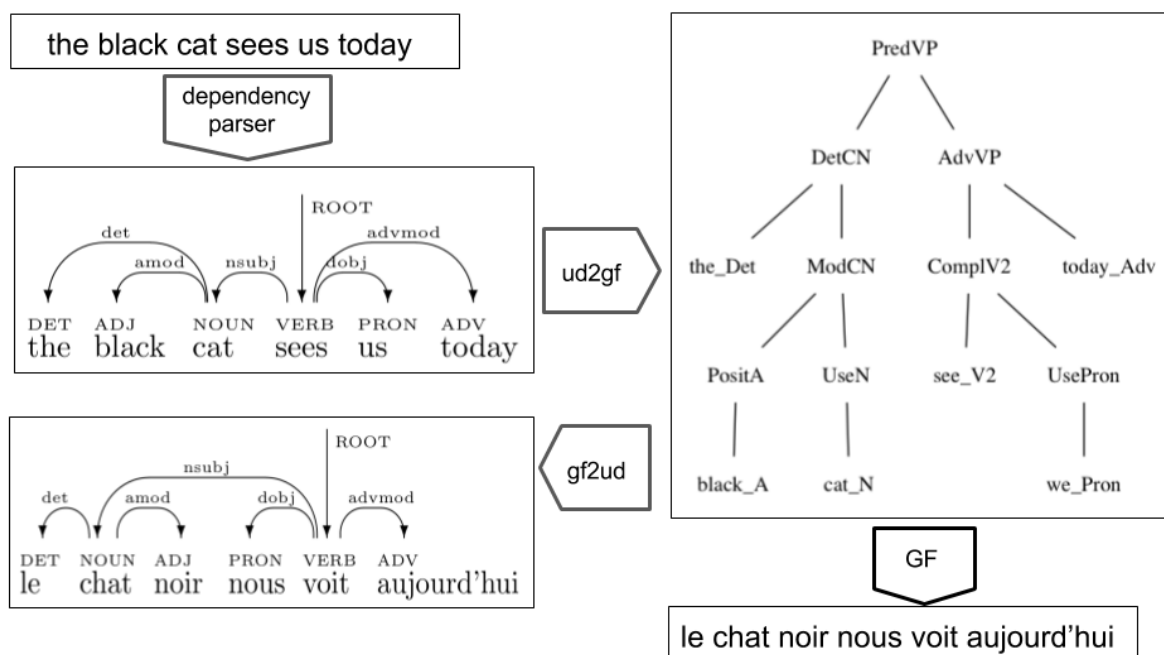 the black cat sees us today
dependency
parser
ROOT
det
advmod
amod
nsubj
dobj
DET ADJ NOUN VERB PRON ADV
the black cat sees us today
ud2gf
PredVP
DetCN AdvVP
the_Det ModCN ComplV2 today_Adv
PositA UseN see_V2 UsePron
black_A cat_N we_Pron
gf2ud
ROOT
nsubj
det amod dobj advmod
DET NOUN ADJ PRON VERB ADV
le chat noir nous voit aujourd'hui
GF
le chat noir nous voit aujourd'hui